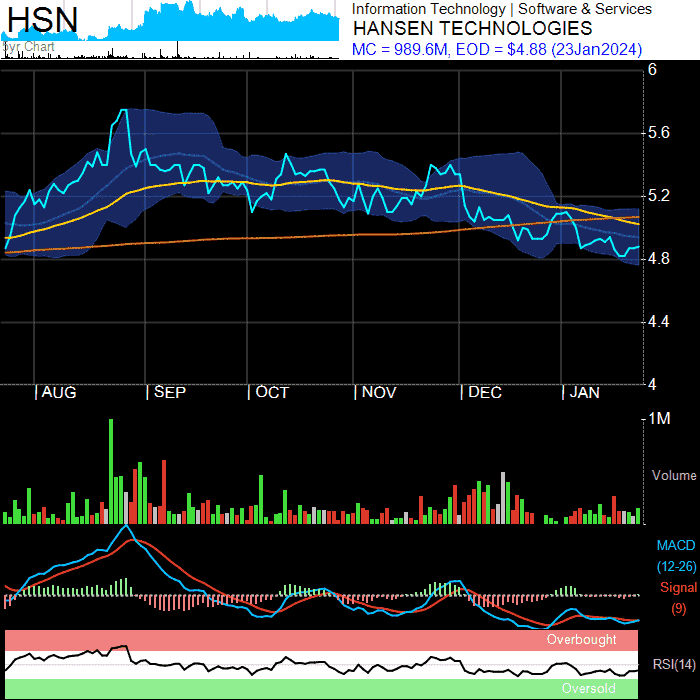 HSN
5yr Chart
Information Technology | Software & Services
HANSEN TECHNOLOGIES
MC = 989.6M, EOD = $4.88 (23Jan2024)
6
5.6
5.2
4.8
4.4
4
| AUG | SEP | OCT | NOV | DEC | JAN
1M
Volume
MACD
(12-26)
Signal
(9)
Overbought
RSI(14)
Oversold